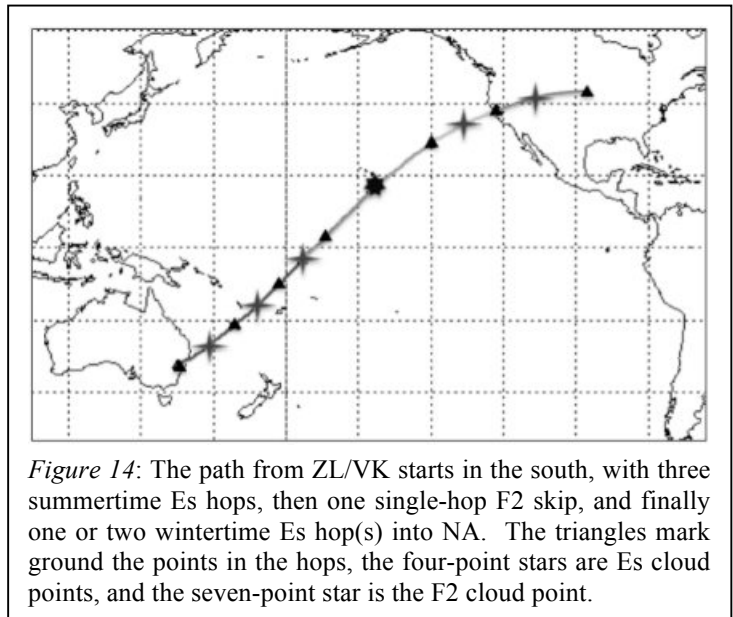 Figure 14: The path from ZL/VK starts in the south, with three
summertime Es hops, then one single-hop F2 skip, and finally
one or two wintertime Es hop(s) into NA. The triangles mark
ground the points in the hops, the four-point stars are Es cloud
points, and the seven-point star is the F2 cloud point.